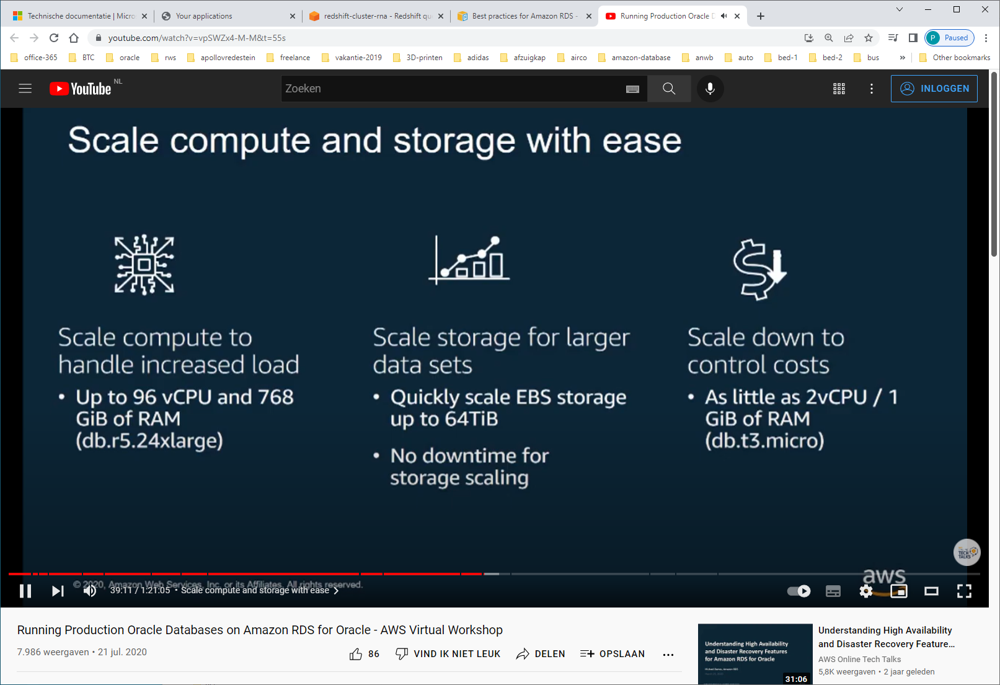 Technische documentatie | Micro
Your applications
redshift-cluster-rna - Redshift qu
Best practices for Amazon RDS -
Running Production Oracle D
youtube.com/watch?v=vpSWZx4-M-M&t=55s
P Paused
office-365 BTC oracle rws apollovredestein freelance vakantie-2019 3D-printen adidas afzuigkap airco amazon-database anwb auto bed-1 bed-2 bus » Other bookmarks
YouTube NL
Zoeken
INLOGGEN
Scale compute and storage with ease
Scale compute to
handle increased load
• Up to 96 vCPU and 768
GiB of RAM
(db.r5.24xlarge)
Scale storage for larger
data sets
• Quickly scale EBS storage
up to 64TiB
• No downtime for
storage scaling
Scale down to
control costs
• As little as 2vCPU / 1
GiB of RAM
(db.t3.micro)
TECH
TALKS
aws
© 2020, Amazon Web Services, Inc. or its Affiliates. All rights reserved.
39:11 / 1:21:05 • Scale compute and storage with ease
Running Production Oracle Databases on Amazon RDS for Oracle - AWS Virtual Workshop
7.986 weergaven • 21 jul. 2020
86 VIND IK NIET LEUK DELEN OPSLAAN
Understanding High Availability
and Disaster Recovery Features
for Amazon RDS for Oracle
31:06
Understanding High Availability
and Disaster Recovery Feature...
AWS Online Tech Talks
5,8K weergaven • 2 jaar geleden